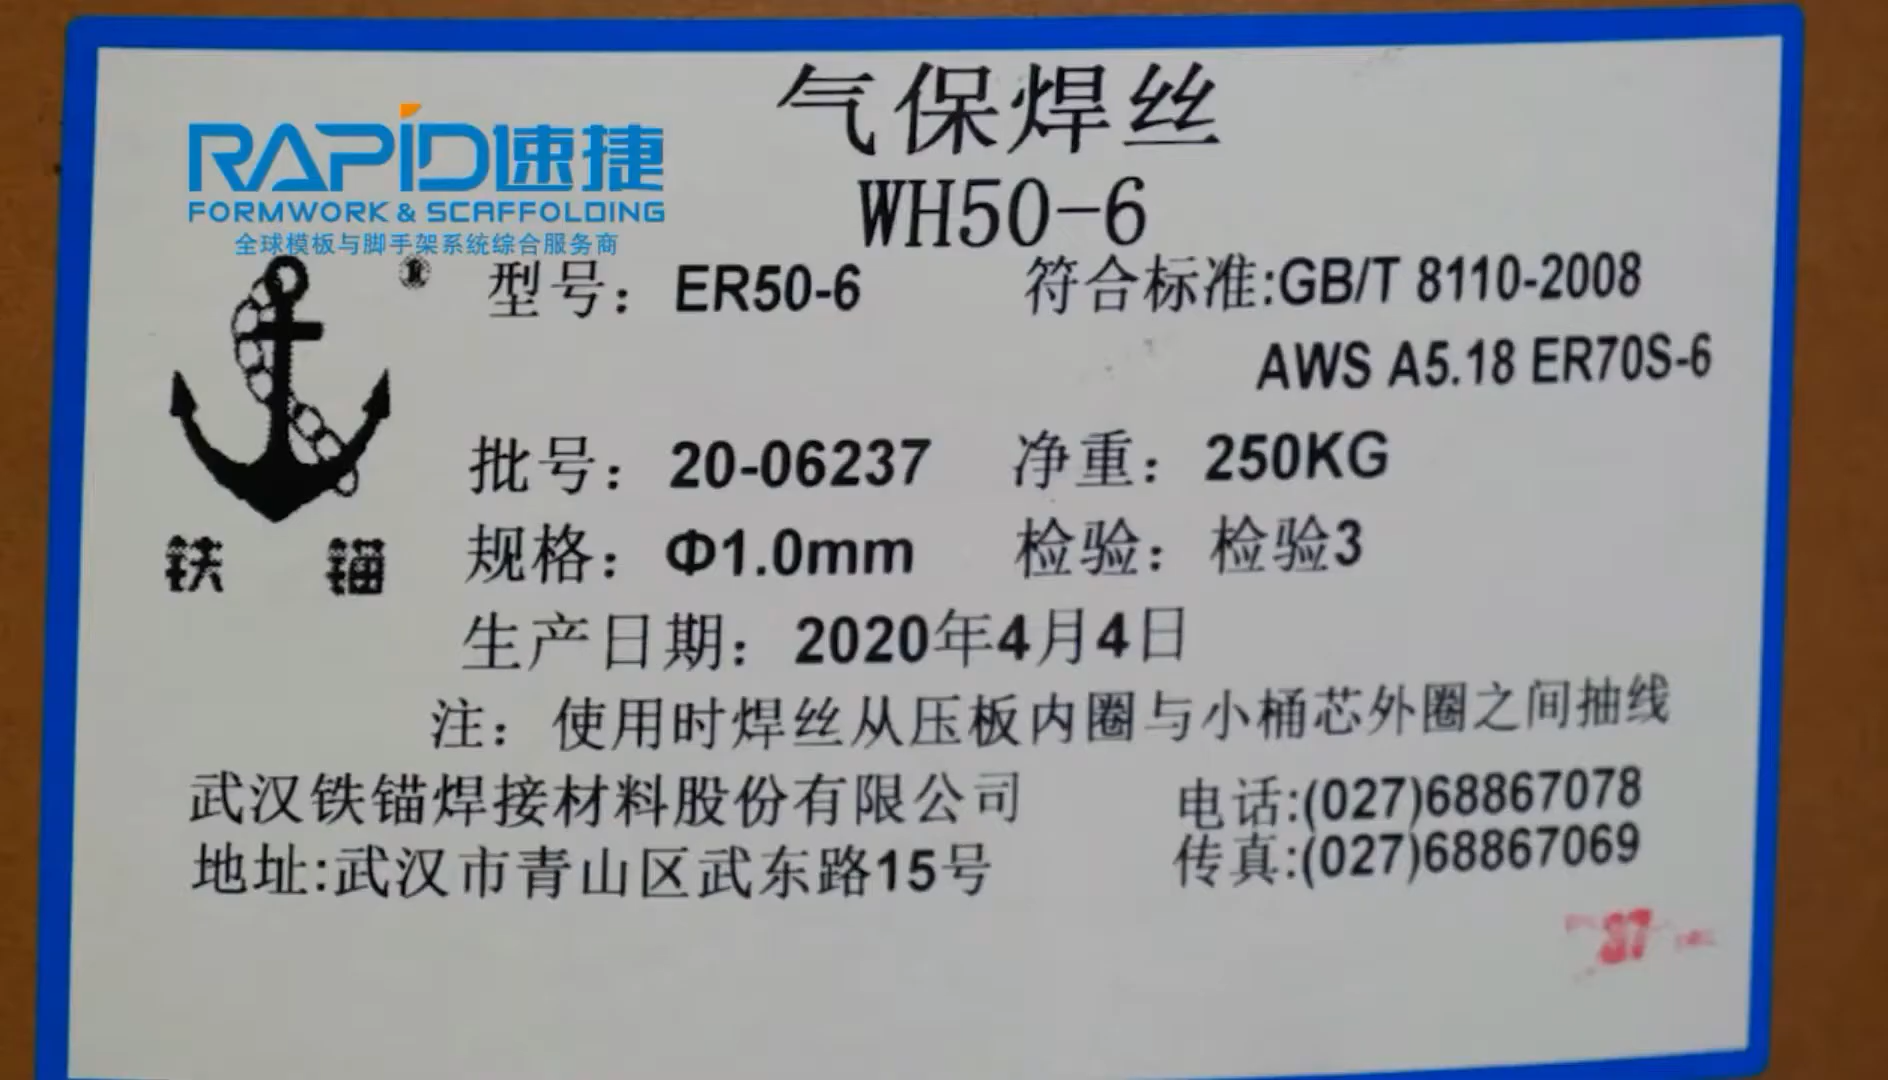 气保焊丝
WH50-6
RAPID速捷
FORMWORK & SCAFFOLDING
全球模板与脚手架系统综合服务商
型号：ER50-6 符合标准:GB/T 8110-2008
AWS A5.18 ER70S-6
批号：20-06237 净重：250KG
铁锚
规格：Φ1.0mm 检验：检验3
生产日期：2020年4月4日
注：使用时焊丝从压板内圈与小桶芯外圈之间抽线
武汉铁锚焊接材料股份有限公司 电话:(027)68867078
地址:武汉市青山区武东路15号 传真:(027)68867069
37